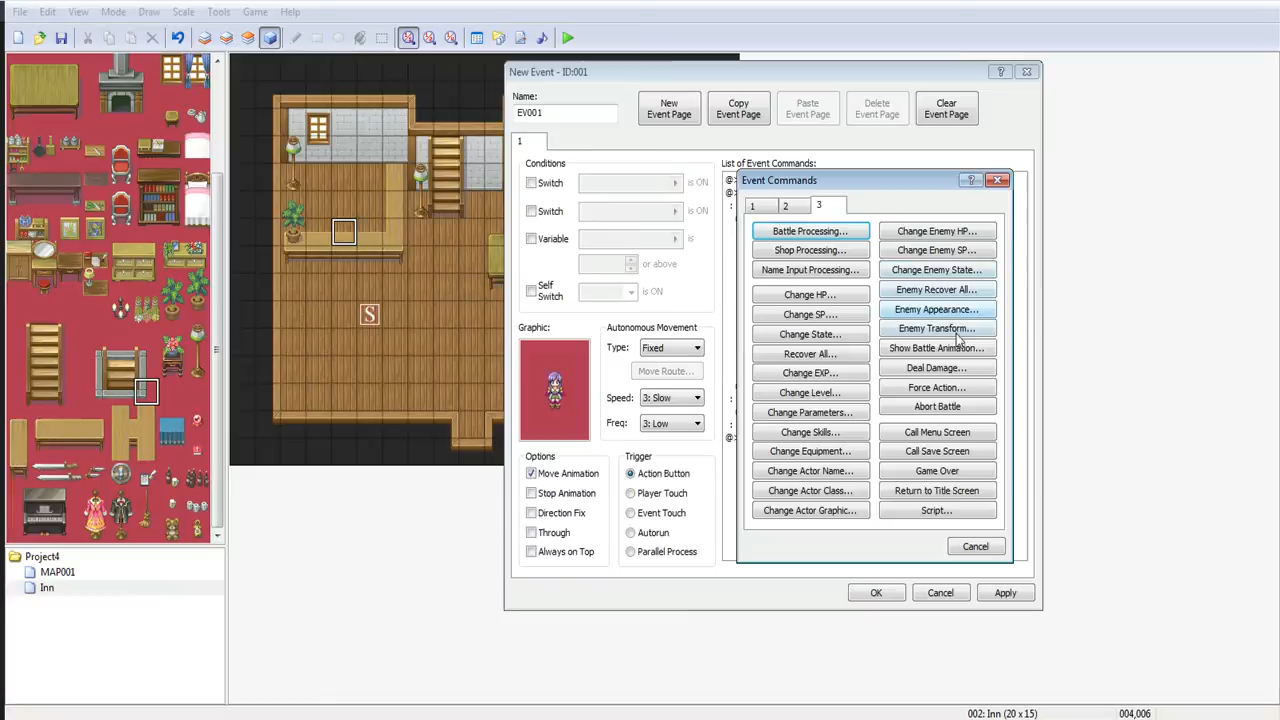 File Edit View Mode Draw Scale Tools Game Help
New Event - ID:001
Name:
EV001
New Event Page
Copy Event Page
Paste Event Page
Delete Event Page
Clear Event Page
1
Conditions
Switch is ON
Switch is ON
Variable is
or above
Self Switch is ON
Graphic:
Autonomous Movement
Type: Fixed
Move Route...
Speed: 3: Slow
Freq: 3: Low
Options
Move Animation
Stop Animation
Direction Fix
Through
Always on Top
Trigger
Action Button
Player Touch
Event Touch
Autorun
Parallel Process
List of Event Commands:
@>
@>
:
:
@>
Event Commands
1 2 3
Battle Processing...
Shop Processing...
Name Input Processing...
Change HP...
Change SP....
Change State...
Recover All...
Change EXP...
Change Level...
Change Parameters...
Change Skills...
Change Equipment...
Change Actor Name...
Change Actor Class...
Change Actor Graphic...
Change Enemy HP...
Change Enemy SP...
Change Enemy State...
Enemy Recover All...
Enemy Appearance...
Enemy Transform...
Show Battle Animation...
Deal Damage...
Force Action...
Abort Battle
Call Menu Screen
Call Save Screen
Game Over
Return to Title Screen
Script...
Cancel
OK Cancel Apply
S
Project4
MAP001
Inn
002: Inn (20 x 15) 004,006